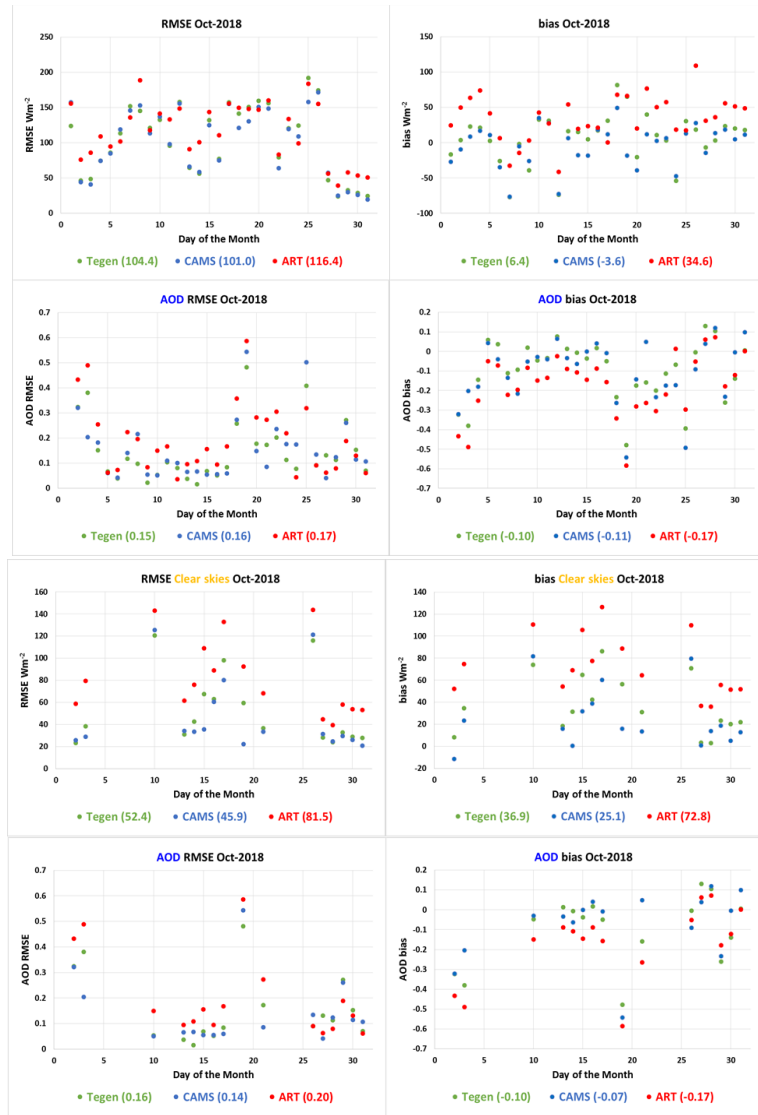 RMSE Oct-2018
250
200
150
100
50
0
RMSE Wm-2
0 5 10 15 20 25 30
Day of the Month
Tegen (104.4) CAMS (101.0) ART (116.4)
bias Oct-2018
150
100
50
0
-50
-100
bias Wm-2
0 5 10 15 20 25 30
Day of the Month
Tegen (6.4) CAMS (-3.6) ART (34.6)
AOD RMSE Oct-2018
0.7
0.6
0.5
0.4
0.3
0.2
0.1
0
AOD RMSE
0 5 10 15 20 25 30
Day of the Month
Tegen (0.15) CAMS (0.16) ART (0.17)
AOD bias Oct-2018
0.2
0.1
0
-0.1
-0.2
-0.3
-0.4
-0.5
-0.6
-0.7
AOD bias
0 5 10 15 20 25 30
Day of the Month
Tegen (-0.10) CAMS (-0.11) ART (-0.17)
RMSE Clear skies Oct-2018
160
140
120
100
80
60
40
20
0
RMSE Wm-2
0 5 10 15 20 25 30
Day of the Month
Tegen (52.4) CAMS (45.9) ART (81.5)
bias Clear skies Oct-2018
140
120
100
80
60
40
20
0
-20
bias Wm-2
0 5 10 15 20 25 30
Day of the Month
Tegen (36.9) CAMS (25.1) ART (72.8)
AOD RMSE Oct-2018
0.7
0.6
0.5
0.4
0.3
0.2
0.1
0
AOD RMSE
0 5 10 15 20 25 30
Day of the Month
Tegen (0.16) CAMS (0.14) ART (0.20)
AOD bias Oct-2018
0.2
0.1
0
-0.1
-0.2
-0.3
-0.4
-0.5
-0.6
-0.7
AOD bias
0 5 10 15 20 25 30
Day of the Month
Tegen (-0.10) CAMS (-0.07) ART (-0.17)